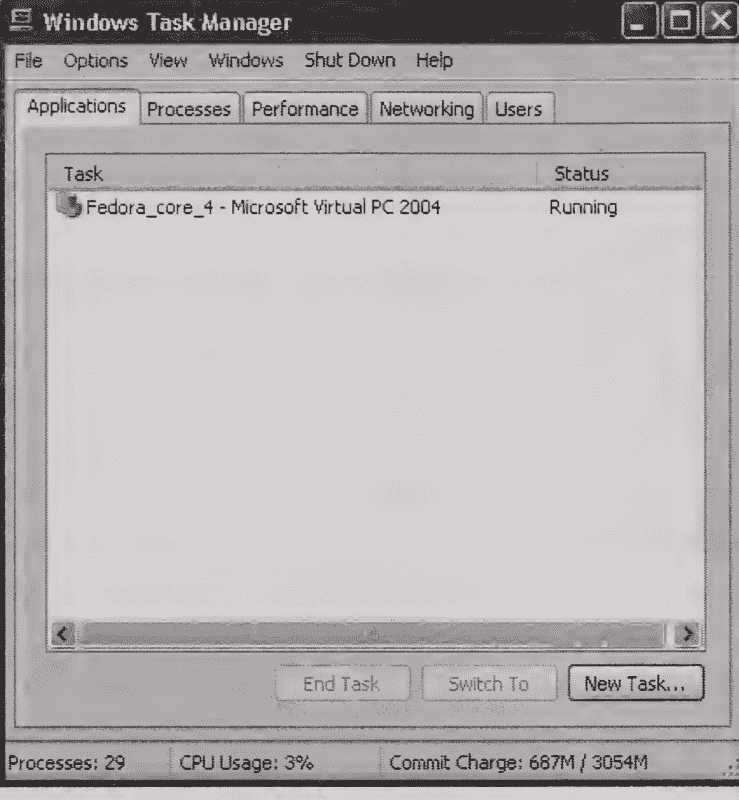 Windows Task Manager
File Options View Windows Shut Down Help
Applications Processes Performance Networking Users
Task Status
Fedora_core_4 - Microsoft Virtual PC 2004 Running
End Task Switch To New Task...
Processes: 29 CPU Usage: 3% Commit Charge: 687M / 3054M